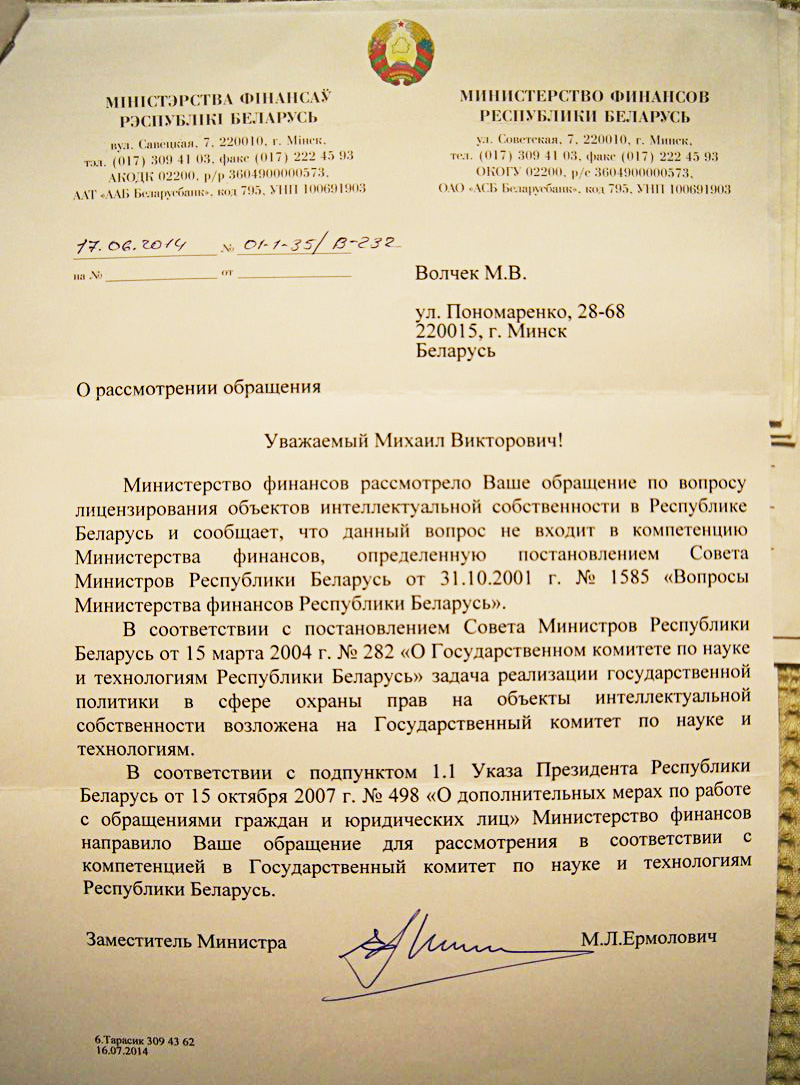 МІНІСТЭРСТВА ФІНАНСАЎ
РЭСПУБЛІКІ БЕЛАРУСЬ
вул. Савецкая, 7, 220010, г. Мінск,
тэл. (017) 309 41 03, факс (017) 222 45 93
АКОДК 02200, р/р 3604900000573,
ААТ «ААБ Беларусбанк», код 795, УНП 100691903
МИНИСТЕРСТВО ФИНАНСОВ
РЕСПУБЛИКИ БЕЛАРУСЬ
ул. Советская, 7, 220010, г. Минск,
тел. (017) 309 41 03, факс (017) 222 45 93
ОКОГУ 02200, р/с 3604900000573,
ОАО «АСБ Беларусбанк», код 795, УНП 100691903
17.06.2014 № 01-1-35/В-232
на № от
Волчек М.В.
ул. Пономаренко, 28-68
220015, г. Минск
Беларусь
О рассмотрении обращения
Уважаемый Михаил Викторович!
Министерство финансов рассмотрело Ваше обращение по вопросу
лицензирования объектов интеллектуальной собственности в Республике
Беларусь и сообщает, что данный вопрос не входит в компетенцию
Министерства финансов, определенную постановлением Совета
Министров Республики Беларусь от 31.10.2001 г. № 1585 «Вопросы
Министерства финансов Республики Беларусь».
В соответствии с постановлением Совета Министров Республики
Беларусь от 15 марта 2004 г. № 282 «О Государственном комитете по науке
и технологиям Республики Беларусь» задача реализации государственной
политики в сфере охраны прав на объекты интеллектуальной
собственности возложена на Государственный комитет по науке и
технологиям.
В соответствии с подпунктом 1.1 Указа Президента Республики
Беларусь от 15 октября 2007 г. № 498 «О дополнительных мерах по работе
с обращениями граждан и юридических лиц» Министерство финансов
направило Ваше обращение для рассмотрения в соответствии с
компетенцией в Государственный комитет по науке и технологиям
Республики Беларусь.
Заместитель Министра М.Л.Ермолович
6.Тарасик 309 43 62
16.07.2014